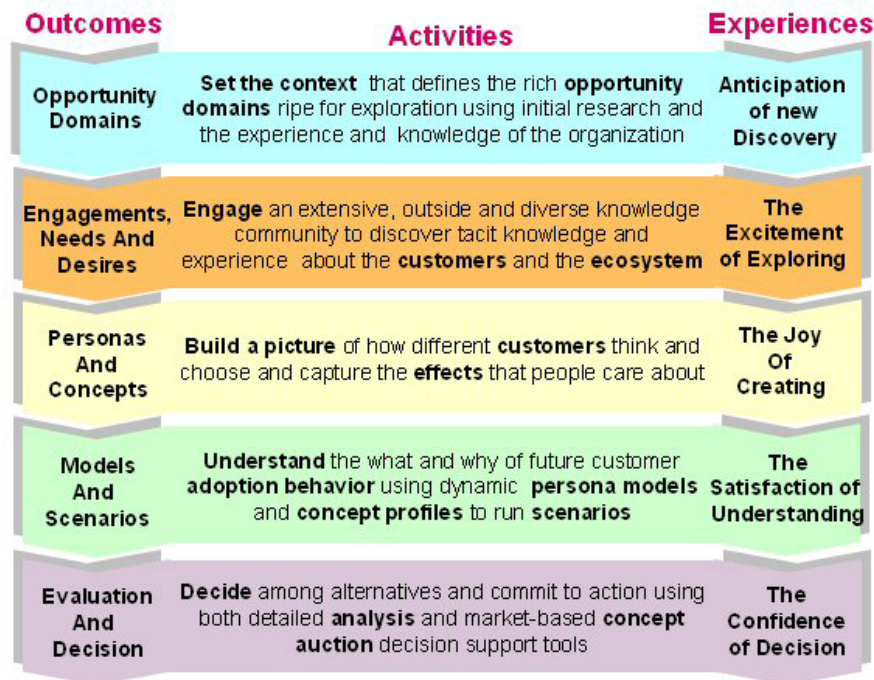 Outcomes
Activities
Experiences
Opportunity
Domains
Set the context that defines the rich opportunity
domains ripe for exploration using initial research and
the experience and knowledge of the organization
Anticipation
of new
Discovery
Engagements,
Needs And
Desires
Engage an extensive, outside and diverse knowledge
community to discover tacit knowledge and
experience about the customers and the ecosystem
The
Excitement
of Exploring
Personas
And
Concepts
Build a picture of how different customers think and
choose and capture the effects that people care about
The Joy
Of
Creating
Models
And
Scenarios
Understand the what and why of future customer
adoption behavior using dynamic persona models
and concept profiles to run scenarios
The
Satisfaction of
Understanding
Evaluation
And
Decision
Decide among alternatives and commit to action using
both detailed analysis and market-based concept
auction decision support tools
The
Confidence
of Decision